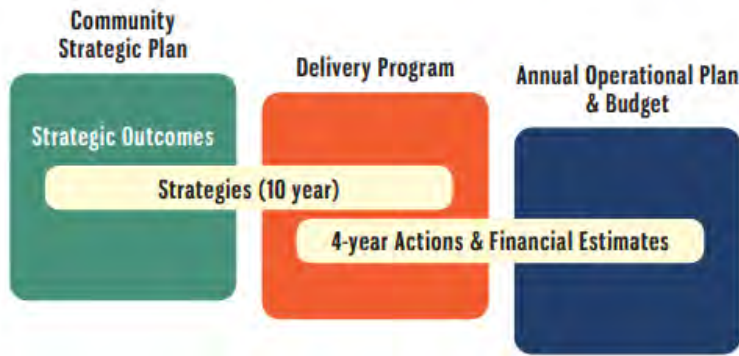 Community
Strategic Plan
Delivery Program
Annual Operational Plan
& Budget
Strategic Outcomes
Strategies (10 year)
4-year Actions & Financial Estimates